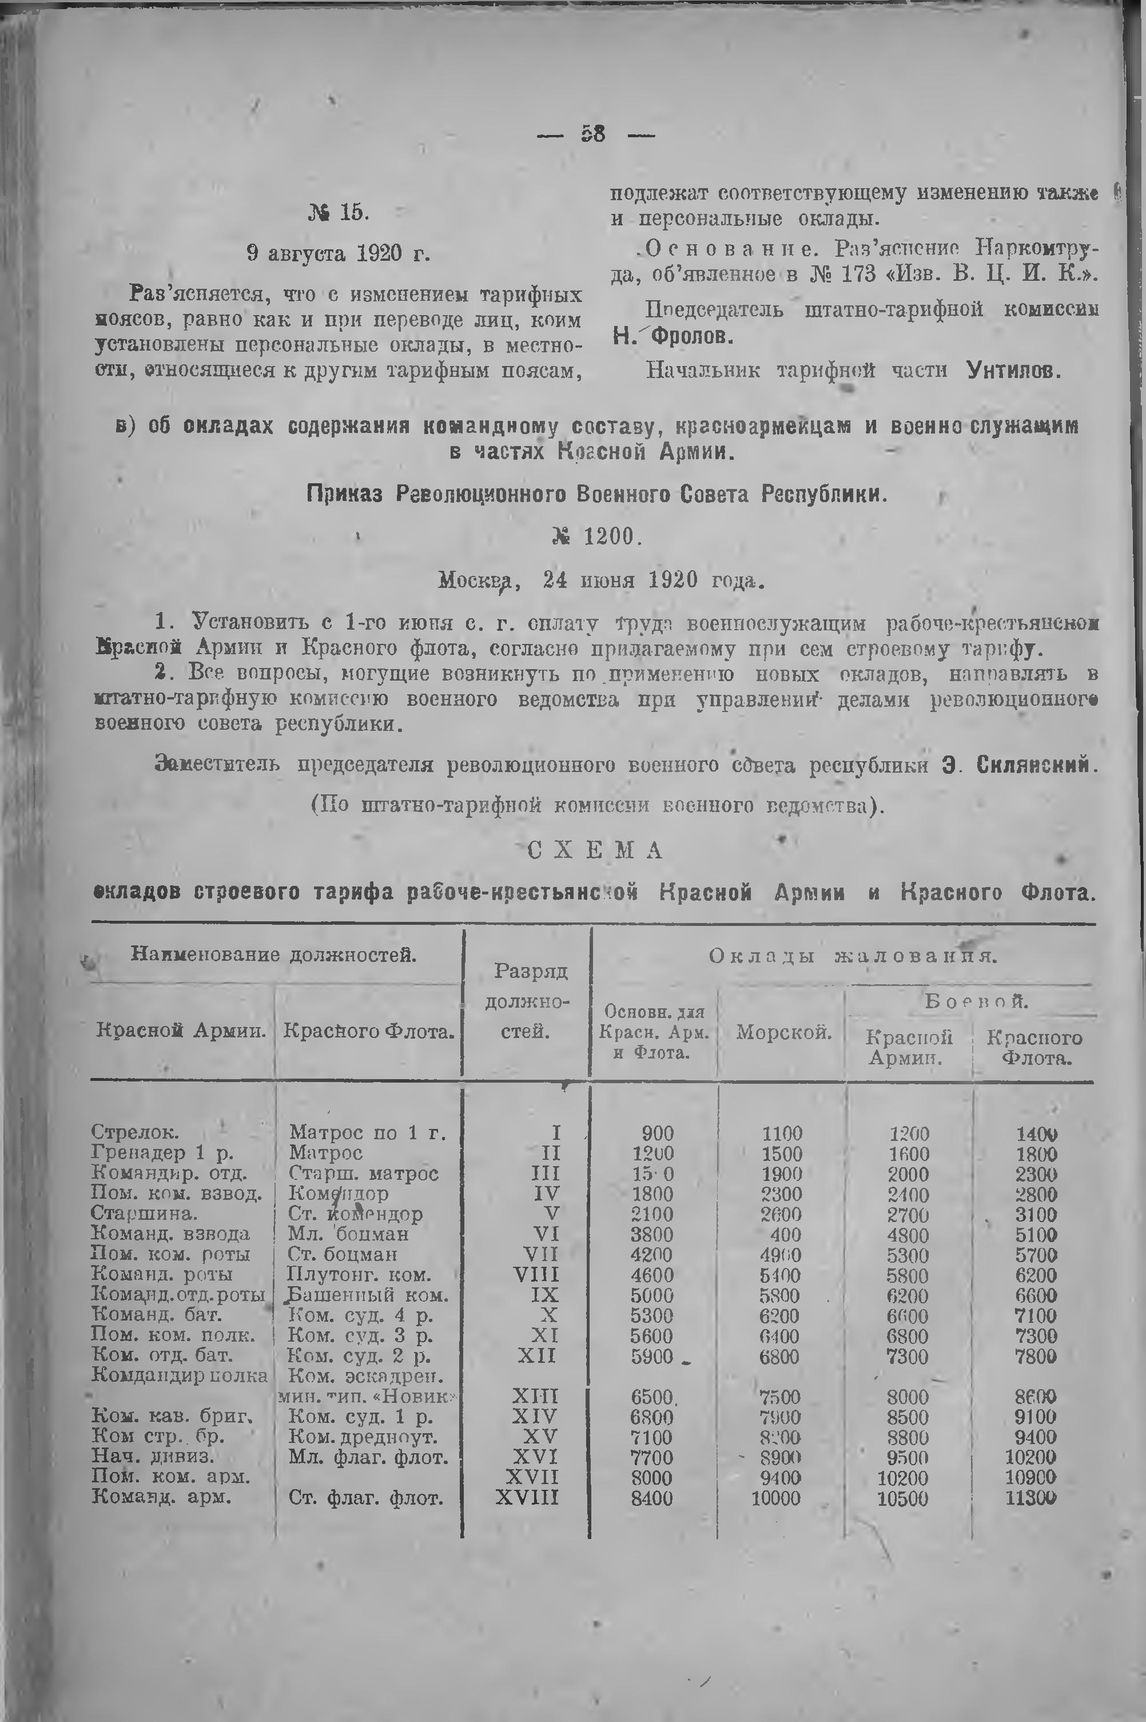 — 58 —
№ 15.
9 августа 1920 г.
Раз’ясняется, что с изменением тарифных
поясов, равно как и при переводе лиц, коим
установлены персональные оклады, в местно-
сти, относящиеся к другим тарифным поясам,
подлежат соответствующему изменению также
и персональные оклады.
Основание. Раз’яснение Наркомтру-
да, об’явленное в № 173 «Изв. В. Ц. И. К.».
Председатель штатно-тарифной комиссии
Н. Фролов.
Начальник тарифной части Унтилов.
в) об окладах содержания командному составу, красноармейцам и военно служащим
в частях Красной Армии.
Приказ Революционного Военного Совета Республики.
№ 1200.
Москва, 24 июня 1920 года.
1. Установить с 1-го июня с. г. оплату труда военнослужащим рабоче-крестьянской
Красной Армии и Красного флота, согласно прилагаемому при сем строевому тарифу.
2. Все вопросы, могущие возникнуть по применению новых окладов, направлять в
штатно-тарифную комиссию военного ведомства при управлении делами революционного
военного совета республики.
Заместитель председателя революционного военного совета республики Э. Склянский.
(По штатно-тарифной комиссии военного ведомства).
СХЕМА
окладов строевого тарифа рабоче-крестьянской Красной Армии и Красного Флота.
Наименование должностей.
Красной Армии. Красного Флота.
Разряд
должно-
стей.
Оклады жалования.
Основн. для
Красн. Арм.
и Флота.
Морской.
Боевой.
Красной
Армии.
Красного
Флота.
Стрелок. Матрос по 1 г. I 900 1100 1200 1400
Гренадер 1 р. Матрос II 1200 1500 1600 1800
Командир. отд. Старш. матрос III 1900 2000 2300
Пом. ком. взвод. Комендор IV 1800 2300 2400 2800
Старшина. Ст. комендор V 2100 2600 2700 3100
Команд. взвода Мл. боцман VI 3800 400 4800 5100
Пом. ком. роты Ст. боцман VII 4200 4900 5300 5700
Команд. роты Плутонг. ком. VIII 4600 5400 5800 6200
Команд. отд. роты Башенный ком. IX 5000 5800 6200 6600
Команд. бат. Ком. суд. 4 р. X 5300 6200 6600 7100
Пом. ком. полк. Ком. суд. 3 р. XI 5600 6400 6800 7300
Ком. отд. бат. Ком. суд. 2 р. XII 5900 6800 7300 7800
Командир полка Ком. эскадрен.
мин. тип. «Новик» XIII 6500 7500 8000 8600
Ком. кав. бриг. Ком. суд. 1 р. XIV 6800 7900 8500 9100
Ком стр. бр. Ком. дредноут. XV 7100 8800 9400
Нач. дивиз. Мл. флаг. флот. XVI 7700 8900 9500 10200
Пом. ком. арм. XVII 8000 9400 10200 10900
Команд. арм. Ст. флаг. флот. XVIII 8400 10000 10500 11300